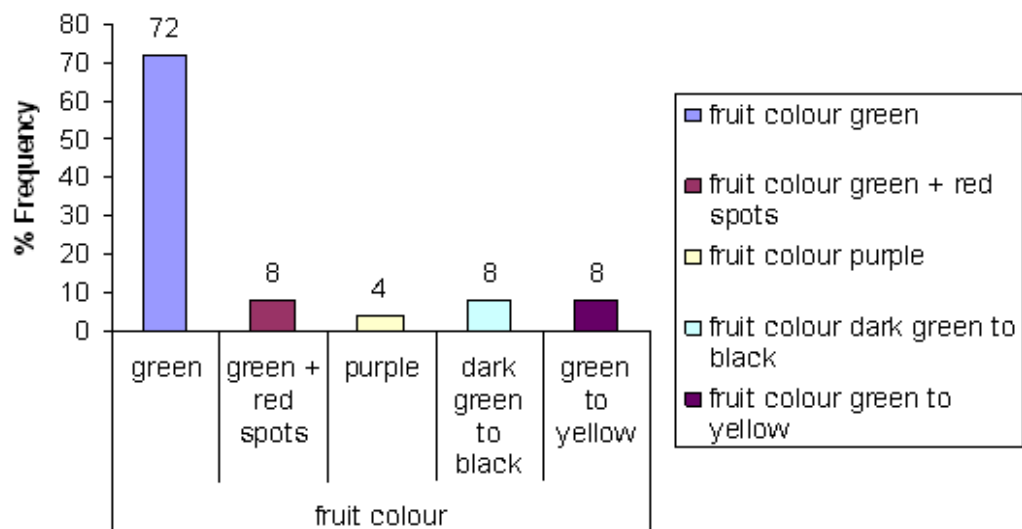 80
70
60
50
40
30
20
10
0
% Frequency
72
8
4
8
8
green
green +
red
spots
purple
dark
green
to
black
green
to
yellow
fruit colour
fruit colour green
fruit colour green + red
spots
fruit colour purple
fruit colour dark green to
black
fruit colour green to
yellow